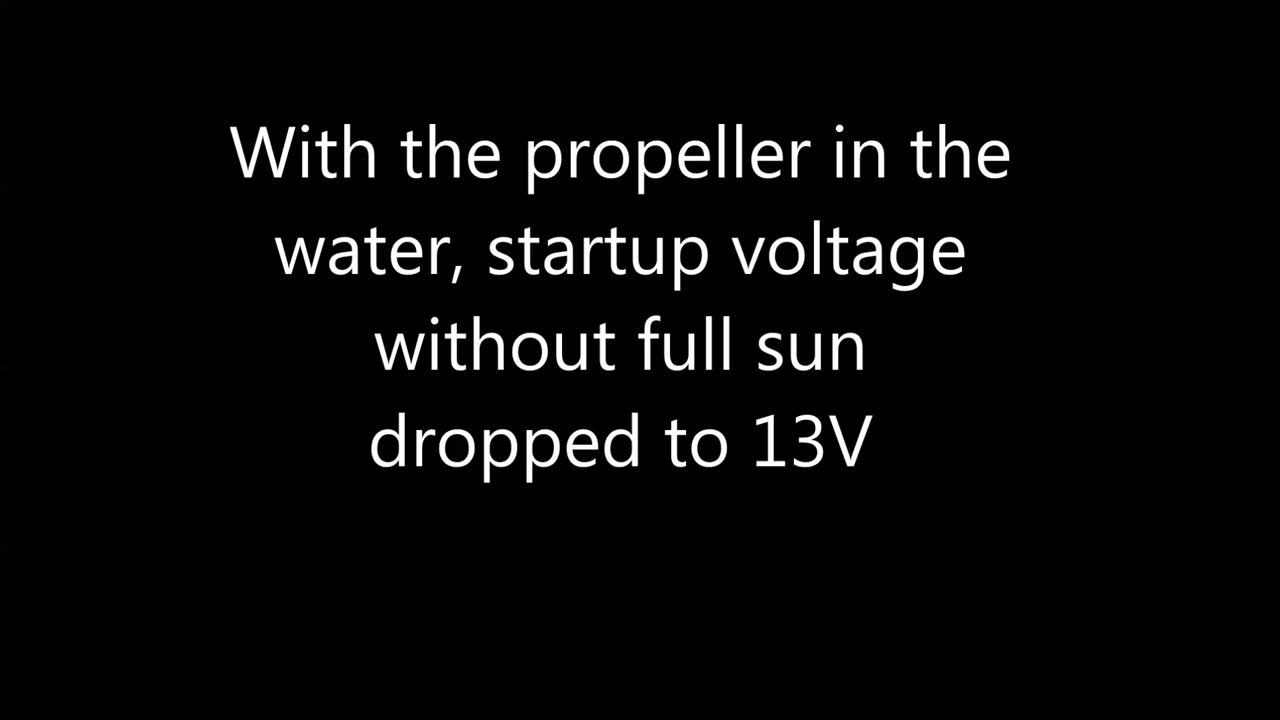 With the propeller in the
water, startup voltage
without full sun
dropped to 13V